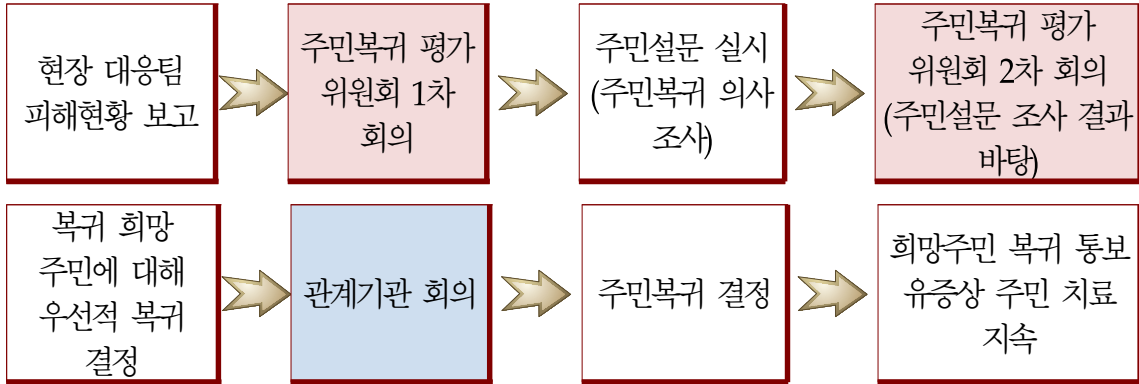 현장 대응팀
피해현황 보고
주민복귀 평가
위원회 1차
회의
주민설문 실시
(주민복귀 의사
조사)
주민복귀 평가
위원회 2차 회의
(주민설문 조사 결과
바탕)
복귀 희망
주민에 대해
우선적 복귀
결정
관계기관 회의
주민복귀 결정
희망주민 복귀 통보
유증상 주민 치료
지속